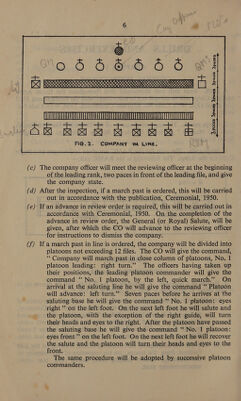 6
FIG. 2. COMPANY IN LINE.
(c) The company officer will meet the reviewing officer at the beginning
of the leading rank, two paces in front of the leading file, and give
the company state.
(d) After the inspection, if a march past is ordered, this will be carried
out in accordance with the publication, Ceremonial, 1950.
(e) If an advance in review order is required, this will be carried out in
accordance with Ceremonial, 1950. On the completion of the
advance in review order, the General (or Royal) Salute, will be
given, after which the CO will advance to the reviewing officer
for instructions to dismiss the company.
(f) If a march past in line is ordered, the company will be divided into
platoons not exceeding 12 files. The CO will give the command,
" Company will march past in close column of platoons, No. 1
platoon leading: right turn." The officers having taken up
their positions, the leading platoon commander will give the
command " No. 1 platoon, by the left, quick march." On
arrival at the saluting line he will give the command " Platoon
will advance: left turn." Seven paces before he arrives at the
saluting base he will give the command " No. 1 platoon: eyes
right " on the left foot. On the next left foot he will salute and
the platoon, with the exception of the right guide, will turn
their heads and eyes to the right. After the platoon have passed
the saluting base he will give the command " No. 1 platoon:
eyes front " on the left foot. On the next left foot he will recover
the salute and the platoon will turn their heads and eyes to the
front.
The same procedure will be adopted by successive platoon
commanders.